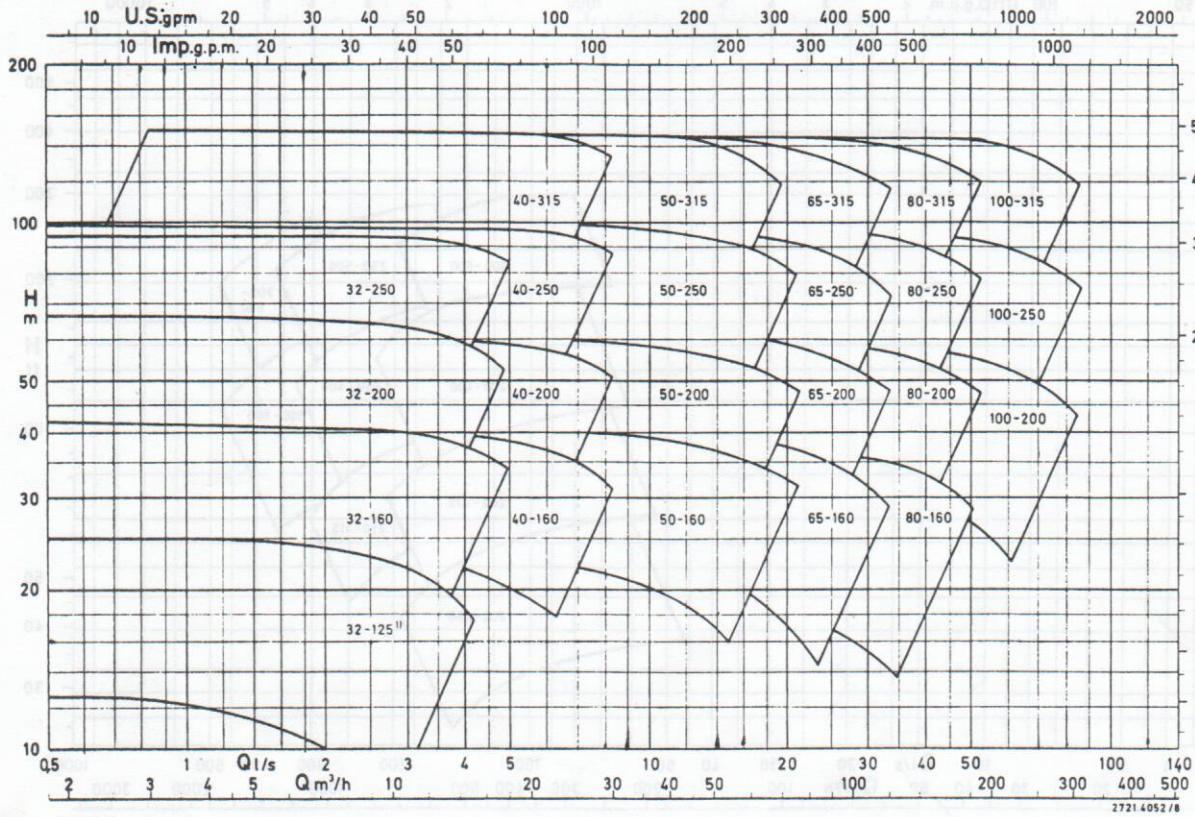 10 U.S.gpm 20 30 40 50 100 200 300 400 500 1000 2000
10 Imp.g.p.m. 20 30 40 50 100 200 300 400 500 1000
200
40-315 50-315 65-315 80-315 100-315
100
32-250 40-250 50-250 65-250 80-250
H
m
100-250
50
32-200 40-200 50-200 65-200 80-200
100-200
40
30
32-160 40-160 50-160 65-160 80-160
20
32-125 1)
10
0,5 1 Q l/s 2 3 4 5 10 20 30 40 50 100 140
2 3 4 5 Q m³/h 10 20 30 40 50 100 200 300 400 500
2721.4052/8